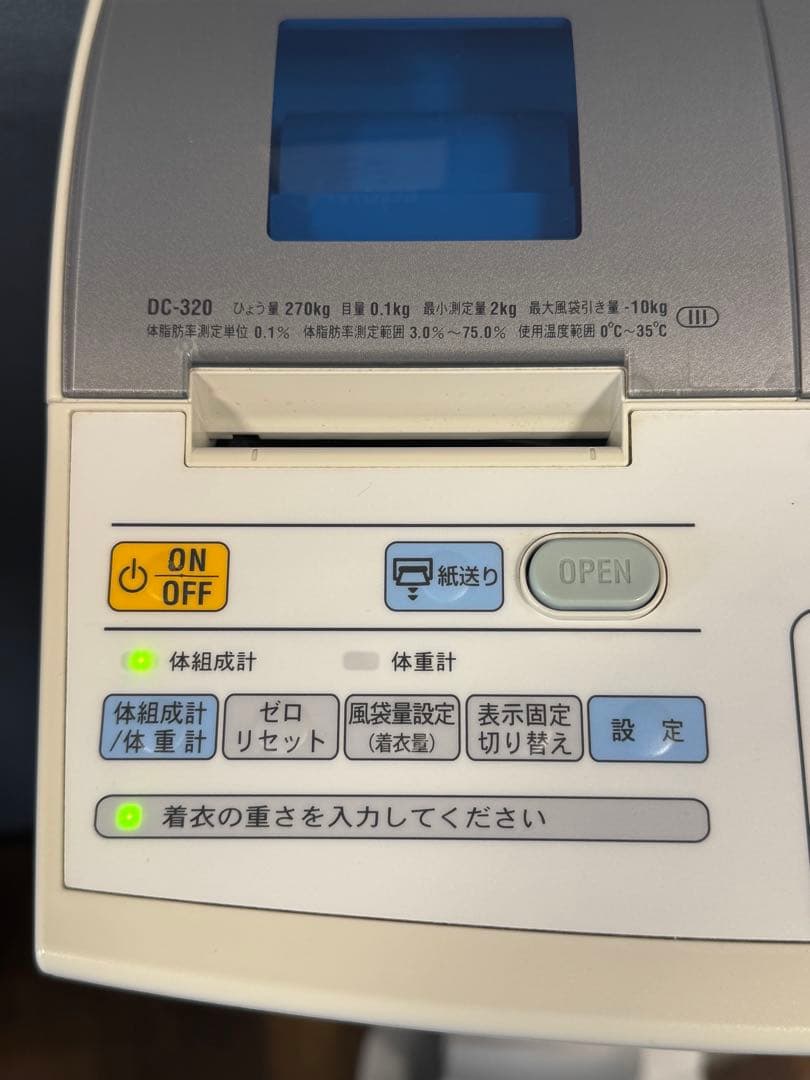 DC-320 ひょう量 270kg 目量 0.1kg 最小測定量 2kg 最大風袋引き量 -10kg
体脂肪率測定単位 0.1% 体脂肪率測定範囲 3.0%～75.0% 使用温度範囲 0℃～35℃
III
ON
OFF
紙送り
OPEN
体組成計
体重計
体組成計
/体重計
ゼロ
リセット
風袋量設定
(着衣量)
表示固定
切り替え
設定
着衣の重さを入力してください